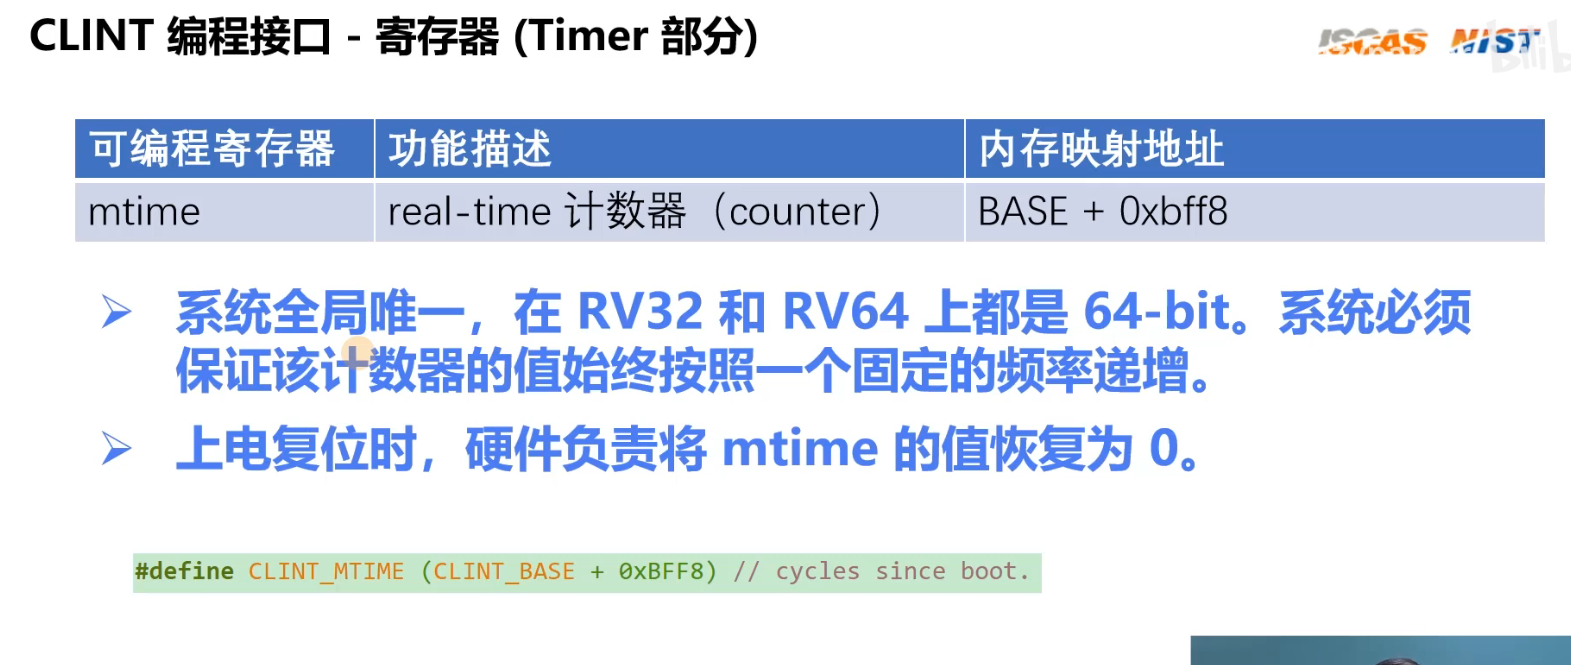 CLINT 编程接口 - 寄存器 (Timer 部分)
ISCAS NIST
bilib
可编程寄存器 功能描述 内存映射地址
mtime real-time 计数器（counter） BASE + 0xbff8
系统全局唯一，在 RV32 和 RV64 上都是 64-bit。系统必须
保证该计数器的值始终按照一个固定的频率递增。
上电复位时，硬件负责将 mtime 的值恢复为 0。
#define CLINT_MTIME (CLINT_BASE + 0xBFF8) // cycles since boot.